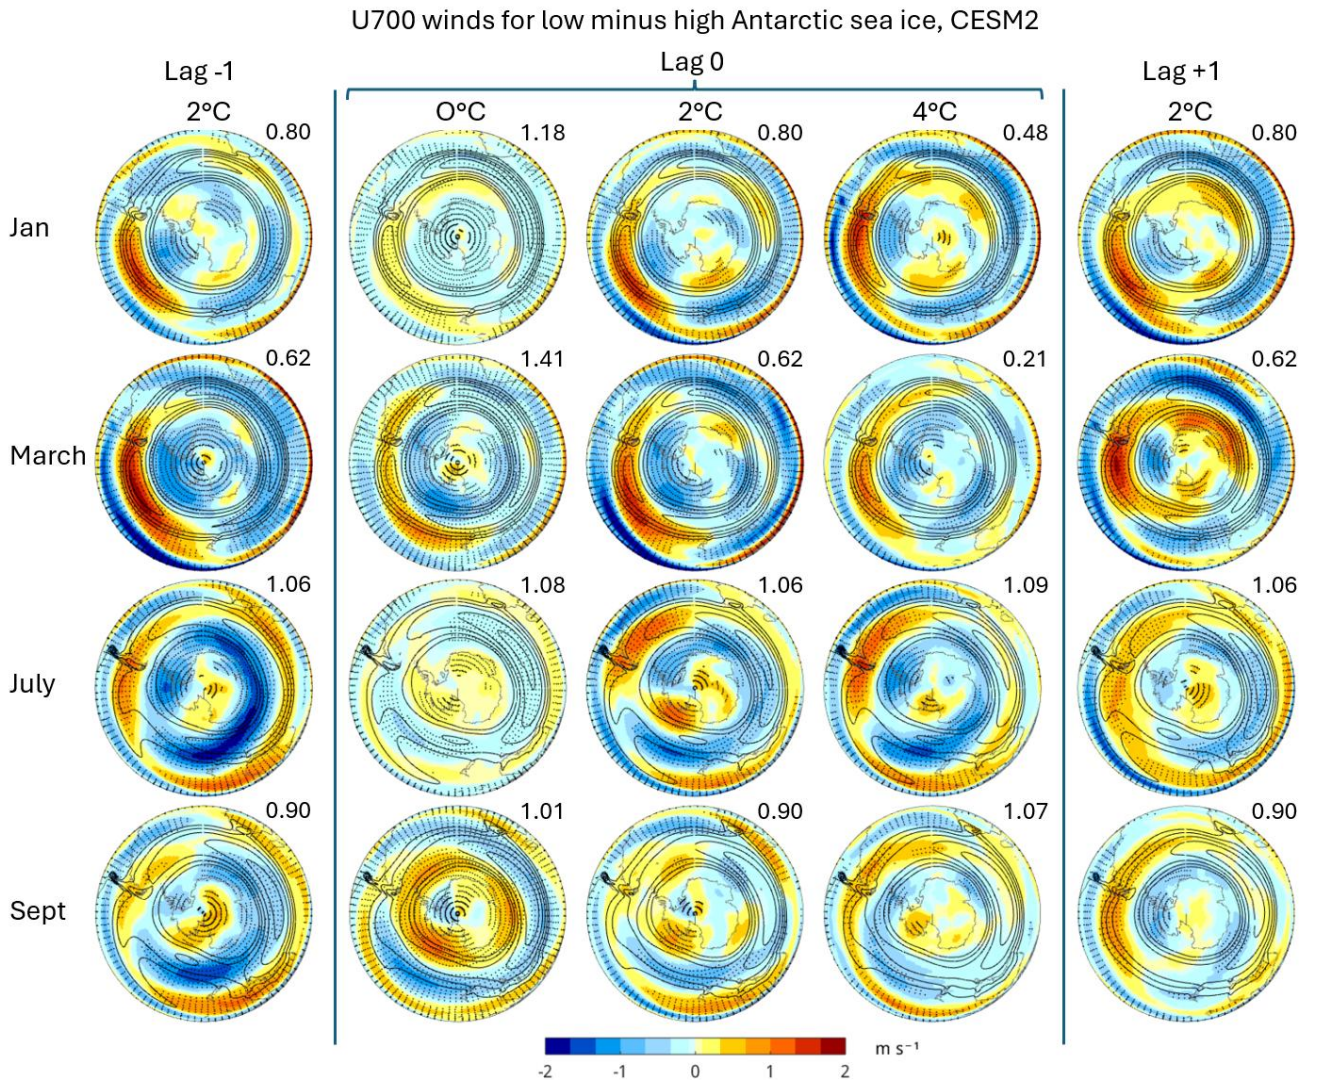 U700 winds for low minus high Antarctic sea ice, CESM2
Lag -1
Lag 0
Lag +1
2°C
O°C
2°C
4°C
2°C
0.80
1.18
0.80
0.48
0.80
Jan
0.62
1.41
0.62
0.21
0.62
March
1.06
1.08
1.06
1.09
1.06
July
0.90
1.01
0.90
1.07
0.90
Sept
-2
-1
0
1
2
m s⁻¹